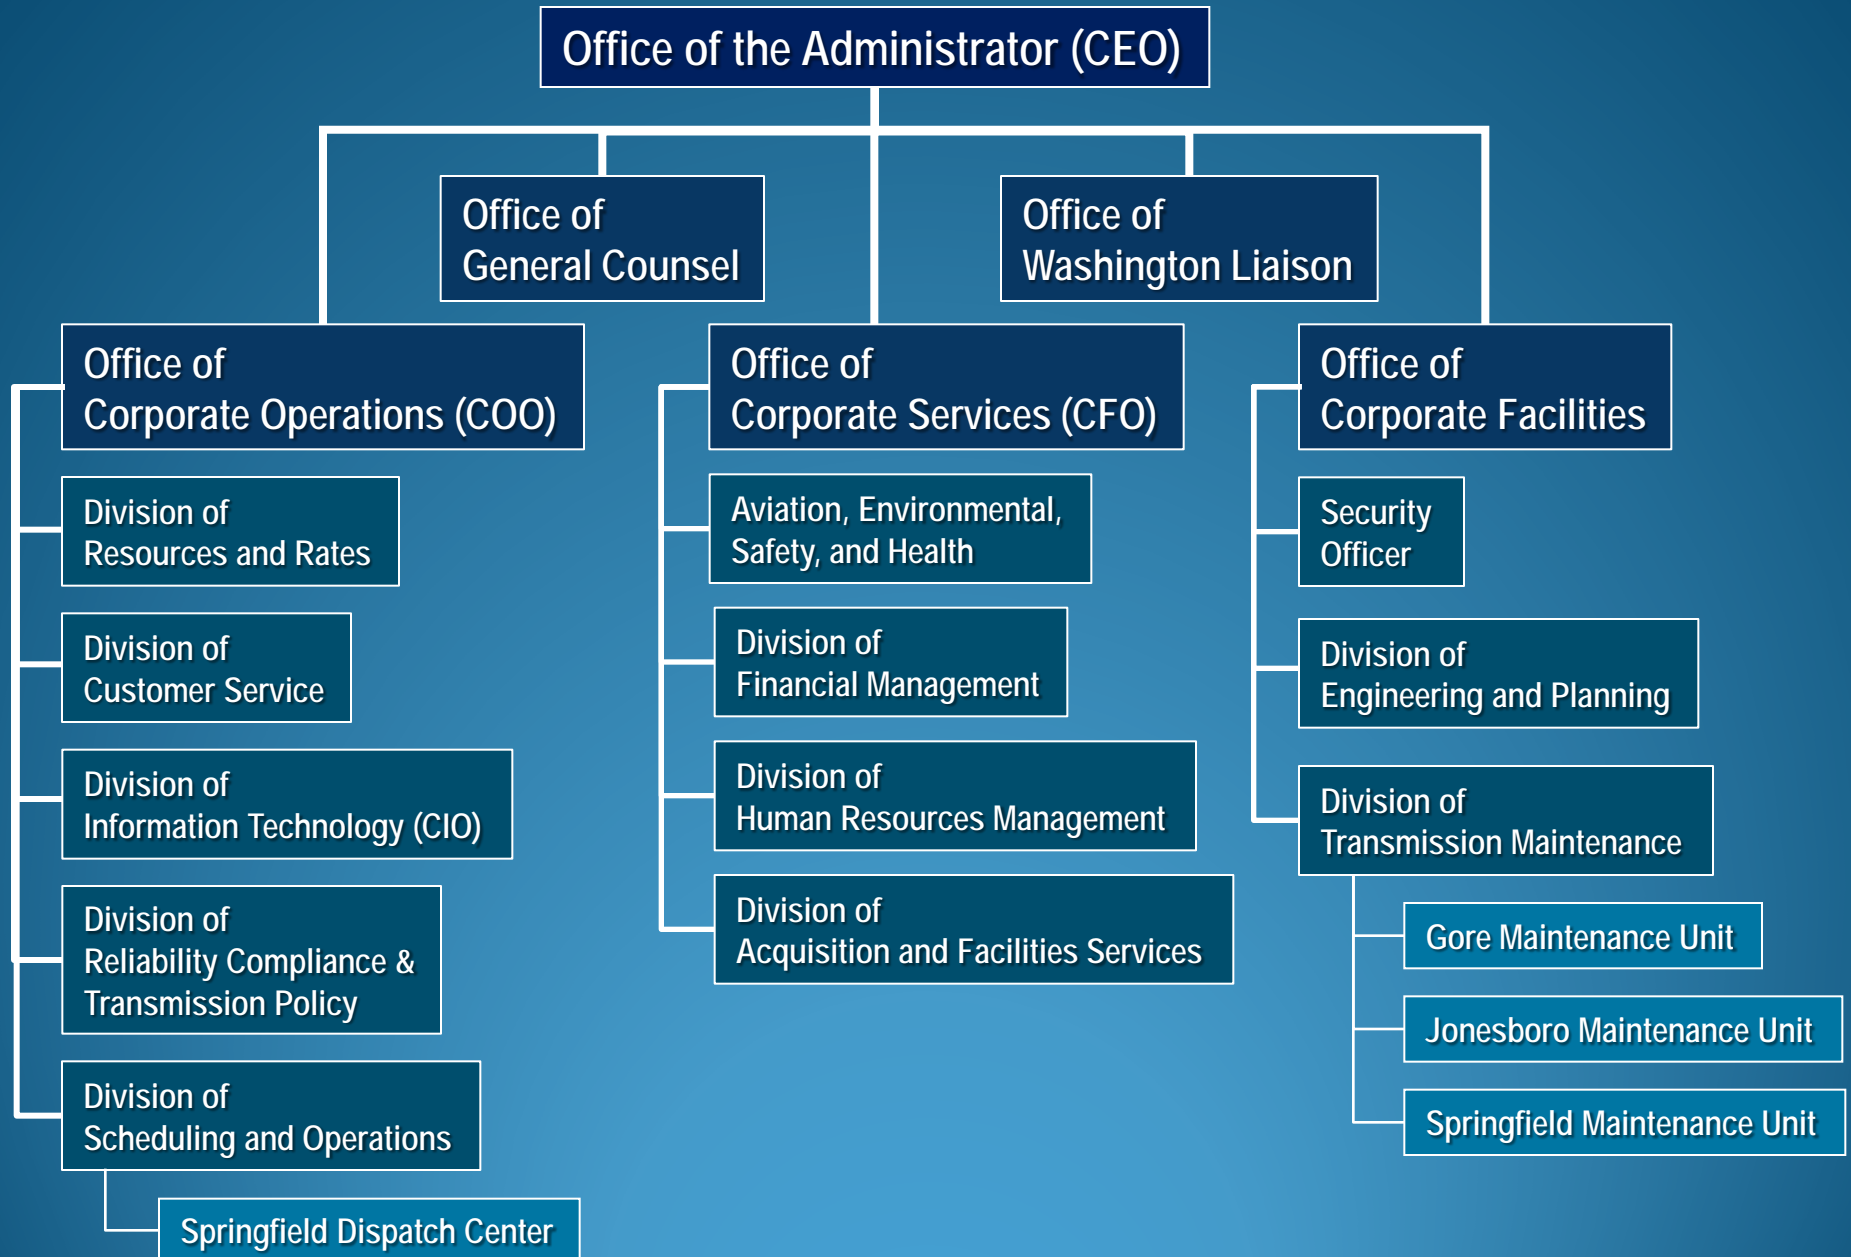 Office of the Administrator (CEO)
Office of
General Counsel
Office of
Washington Liaison
Office of
Corporate Operations (COO)
Division of
Resources and Rates
Division of
Customer Service
Division of
Information Technology (CIO)
Division of
Reliability Compliance &
Transmission Policy
Division of
Scheduling and Operations
Springfield Dispatch Center
Office of
Corporate Services (CFO)
Aviation, Environmental,
Safety, and Health
Division of
Financial Management
Division of
Human Resources Management
Division of
Acquisition and Facilities Services
Office of
Corporate Facilities
Security
Officer
Division of
Engineering and Planning
Division of
Transmission Maintenance
Gore Maintenance Unit
Jonesboro Maintenance Unit
Springfield Maintenance Unit